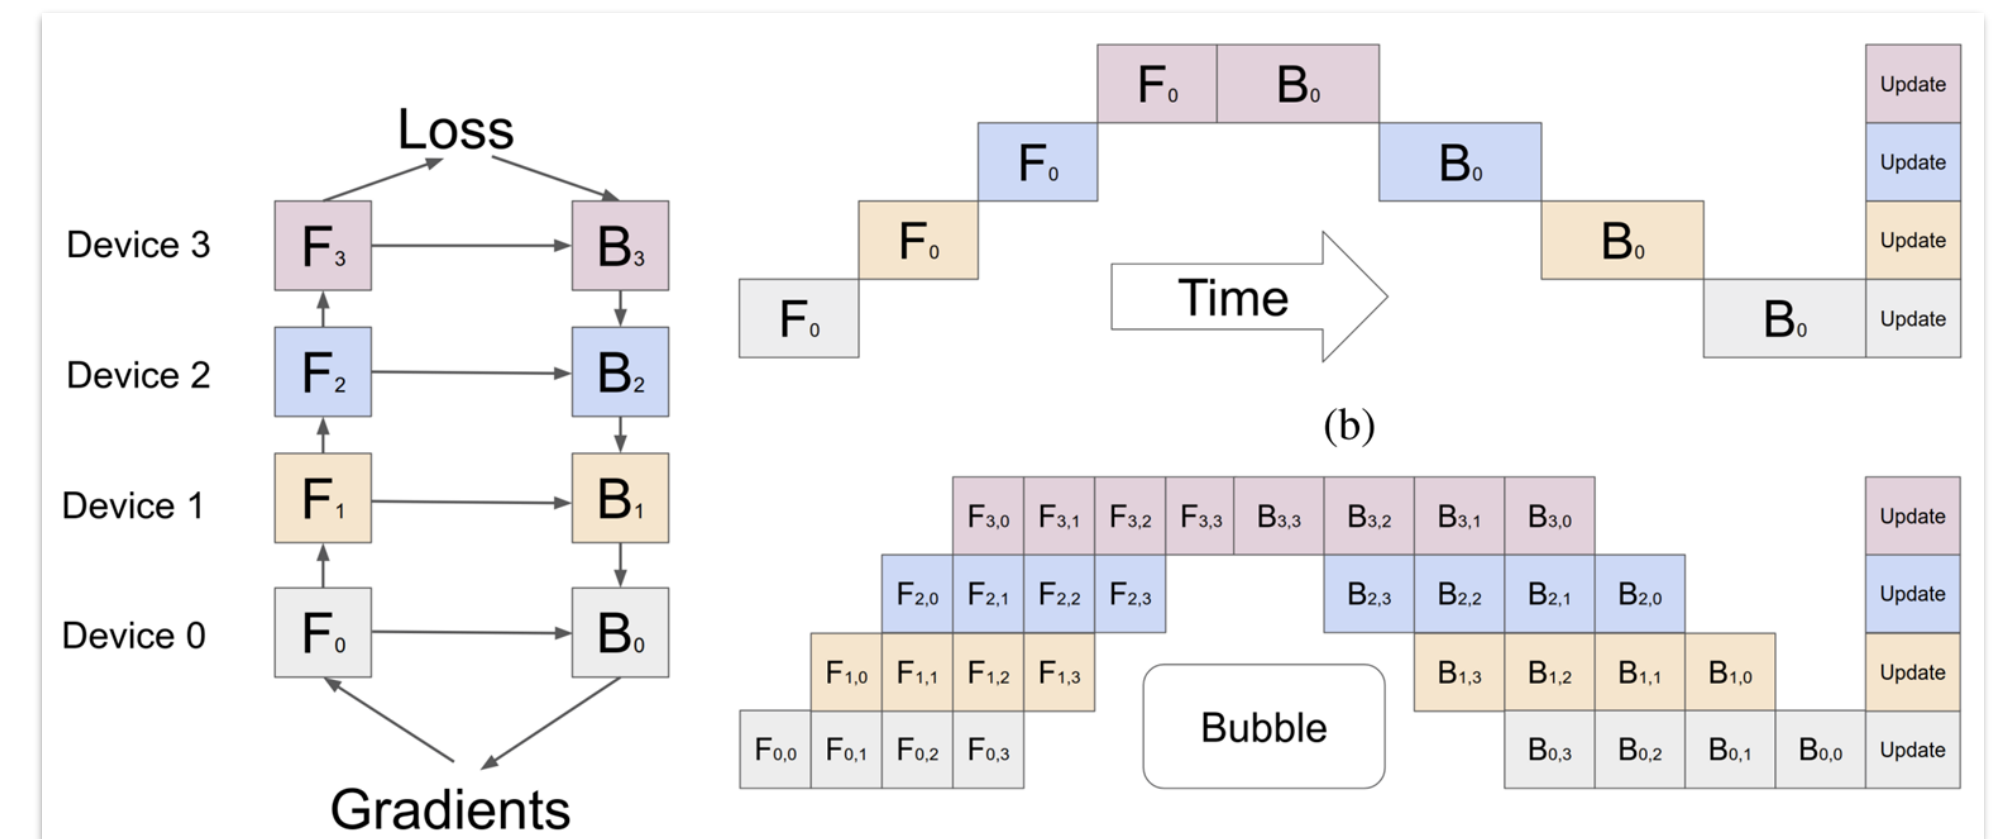 Loss
Device 3 F3 B3
Device 2 F2 B2
Device 1 F1 B1
Device 0 F0 B0
Gradients
F0 B0 Update
F0 B0 Update
F0 B0 Update
F0 B0 Update
Time
(b)
F3,0 F3,1 F3,2 F3,3 B3,3 B3,2 B3,1 B3,0 Update
F2,0 F2,1 F2,2 F2,3 B2,3 B2,2 B2,1 B2,0 Update
F1,0 F1,1 F1,2 F1,3 B1,3 B1,2 B1,1 B1,0 Update
Bubble
F0,0 F0,1 F0,2 F0,3 B0,3 B0,2 B0,1 B0,0 Update